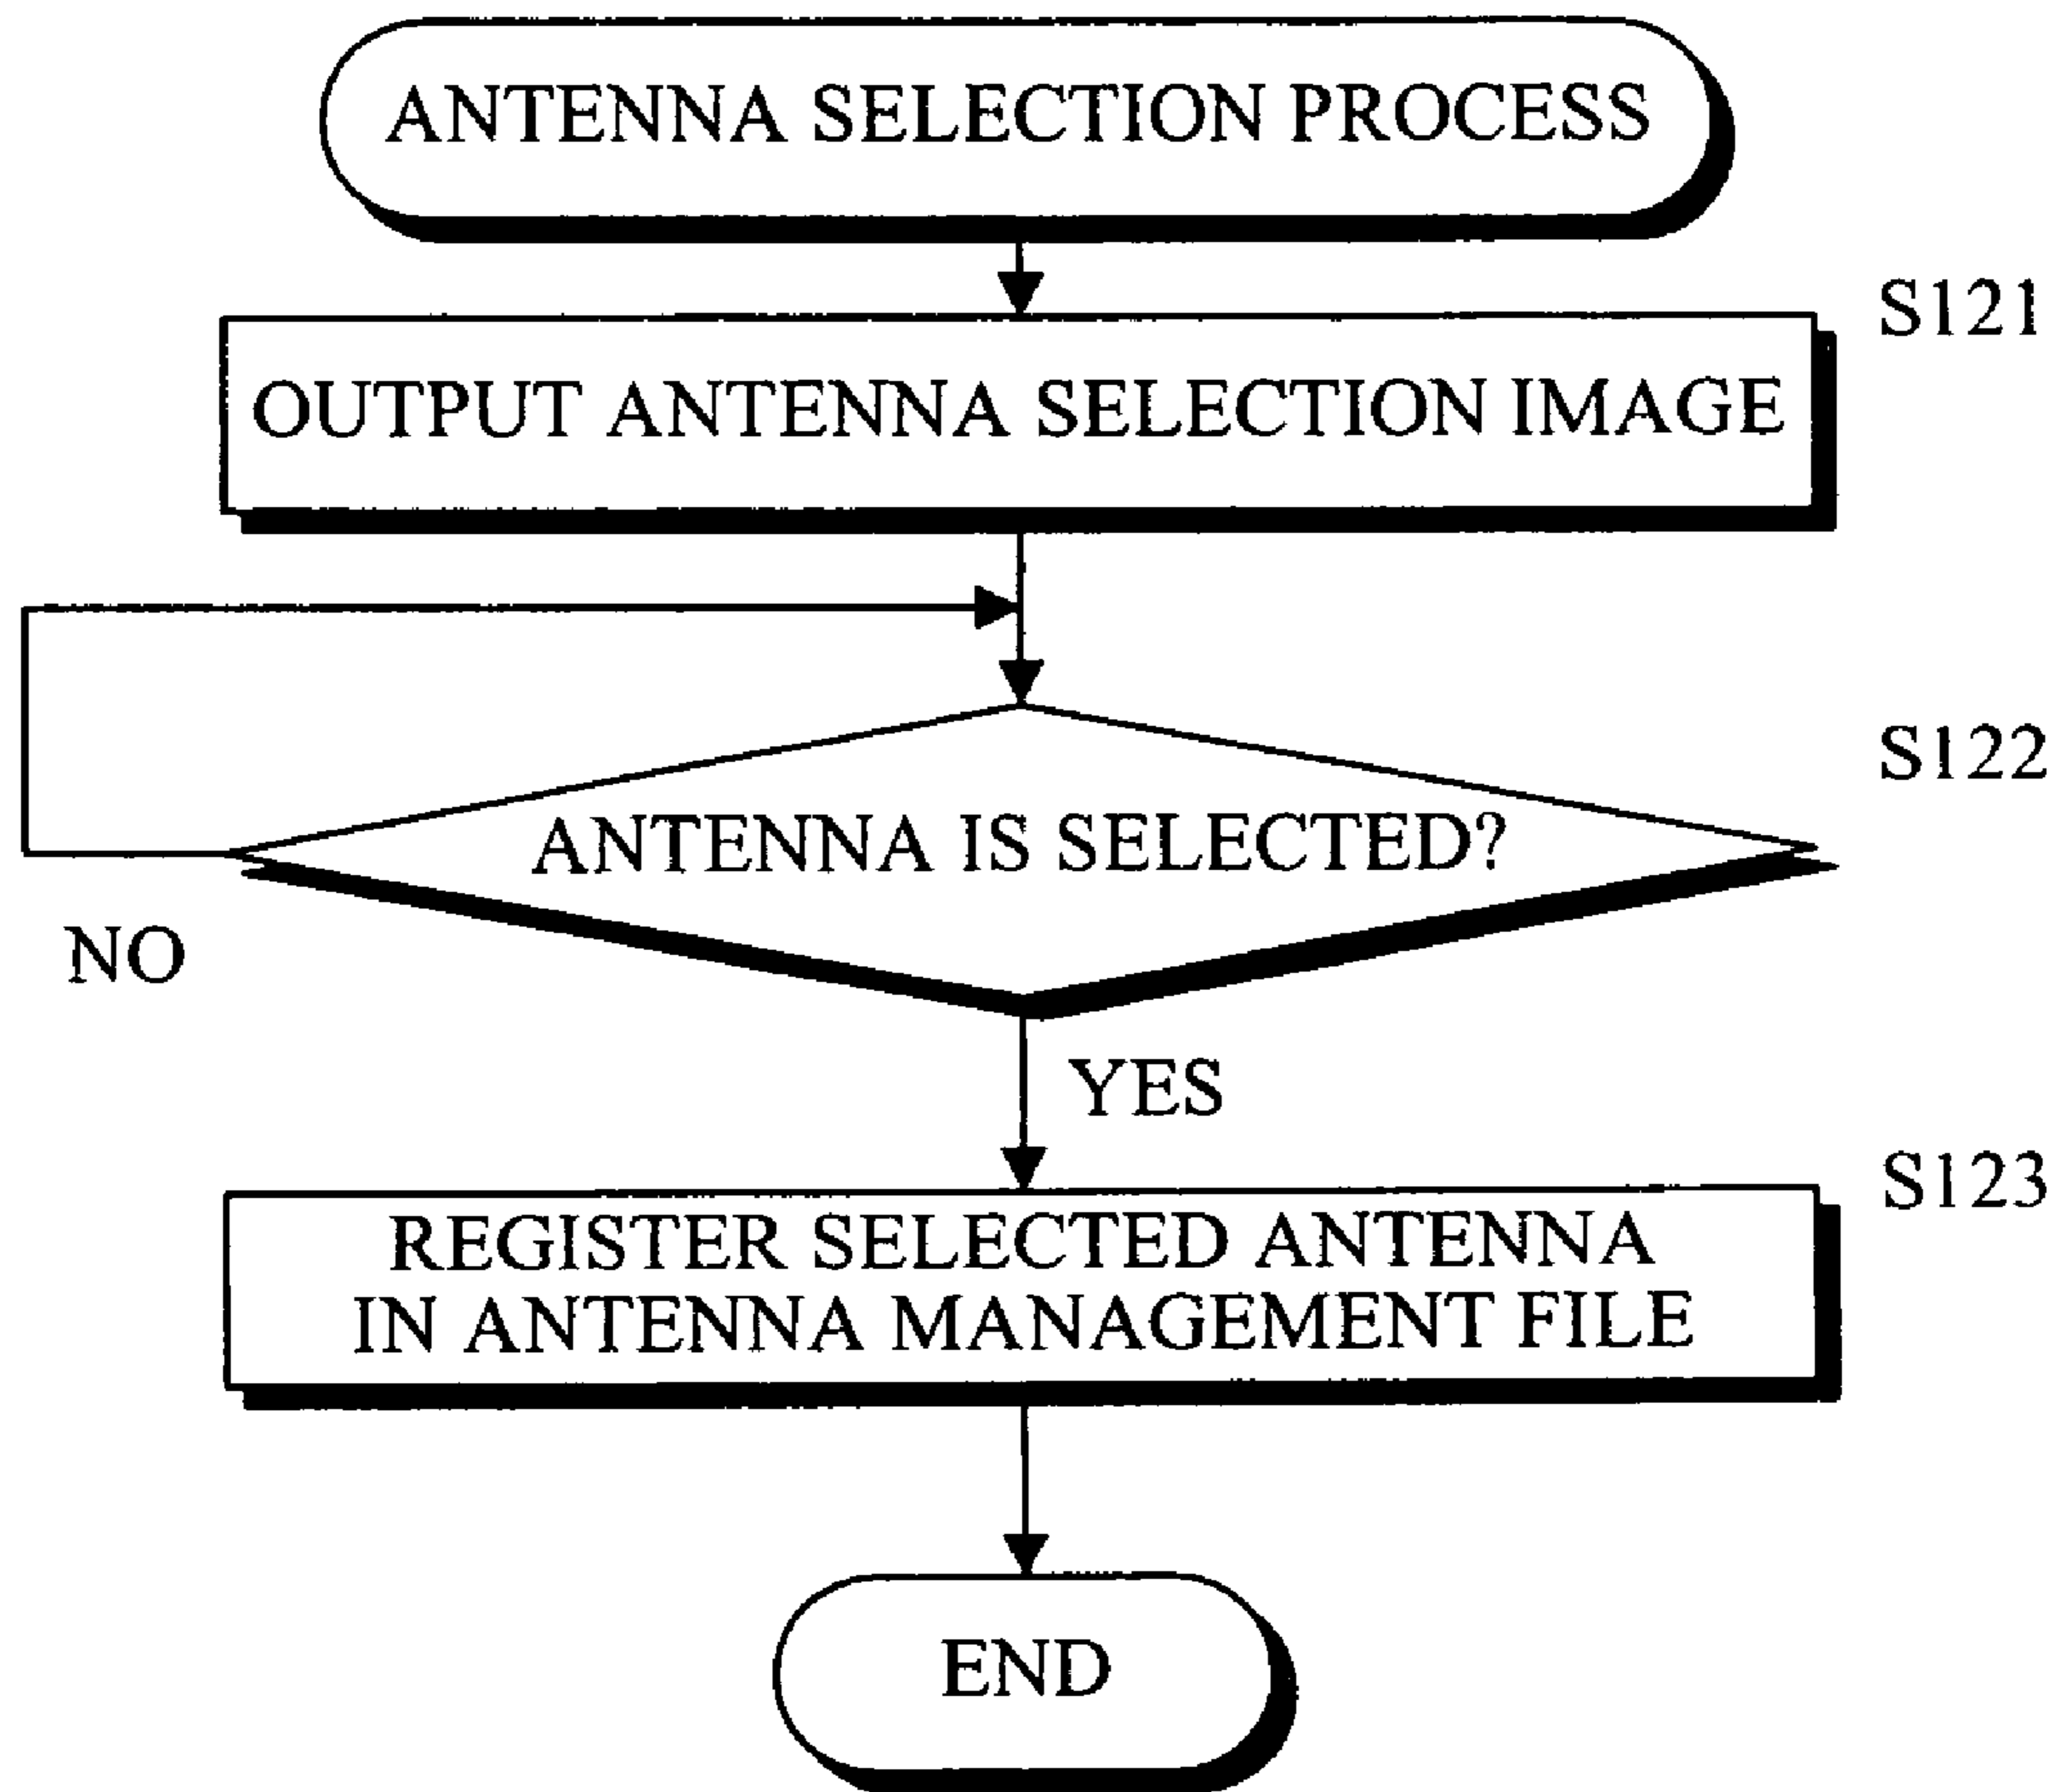 ANTENNA SELECTION PROCESS
S121
OUTPUT ANTENNA SELECTION IMAGE
S122
ANTENNA IS SELECTED?
NO
YES
S123
REGISTER SELECTED ANTENNA
IN ANTENNA MANAGEMENT FILE
END